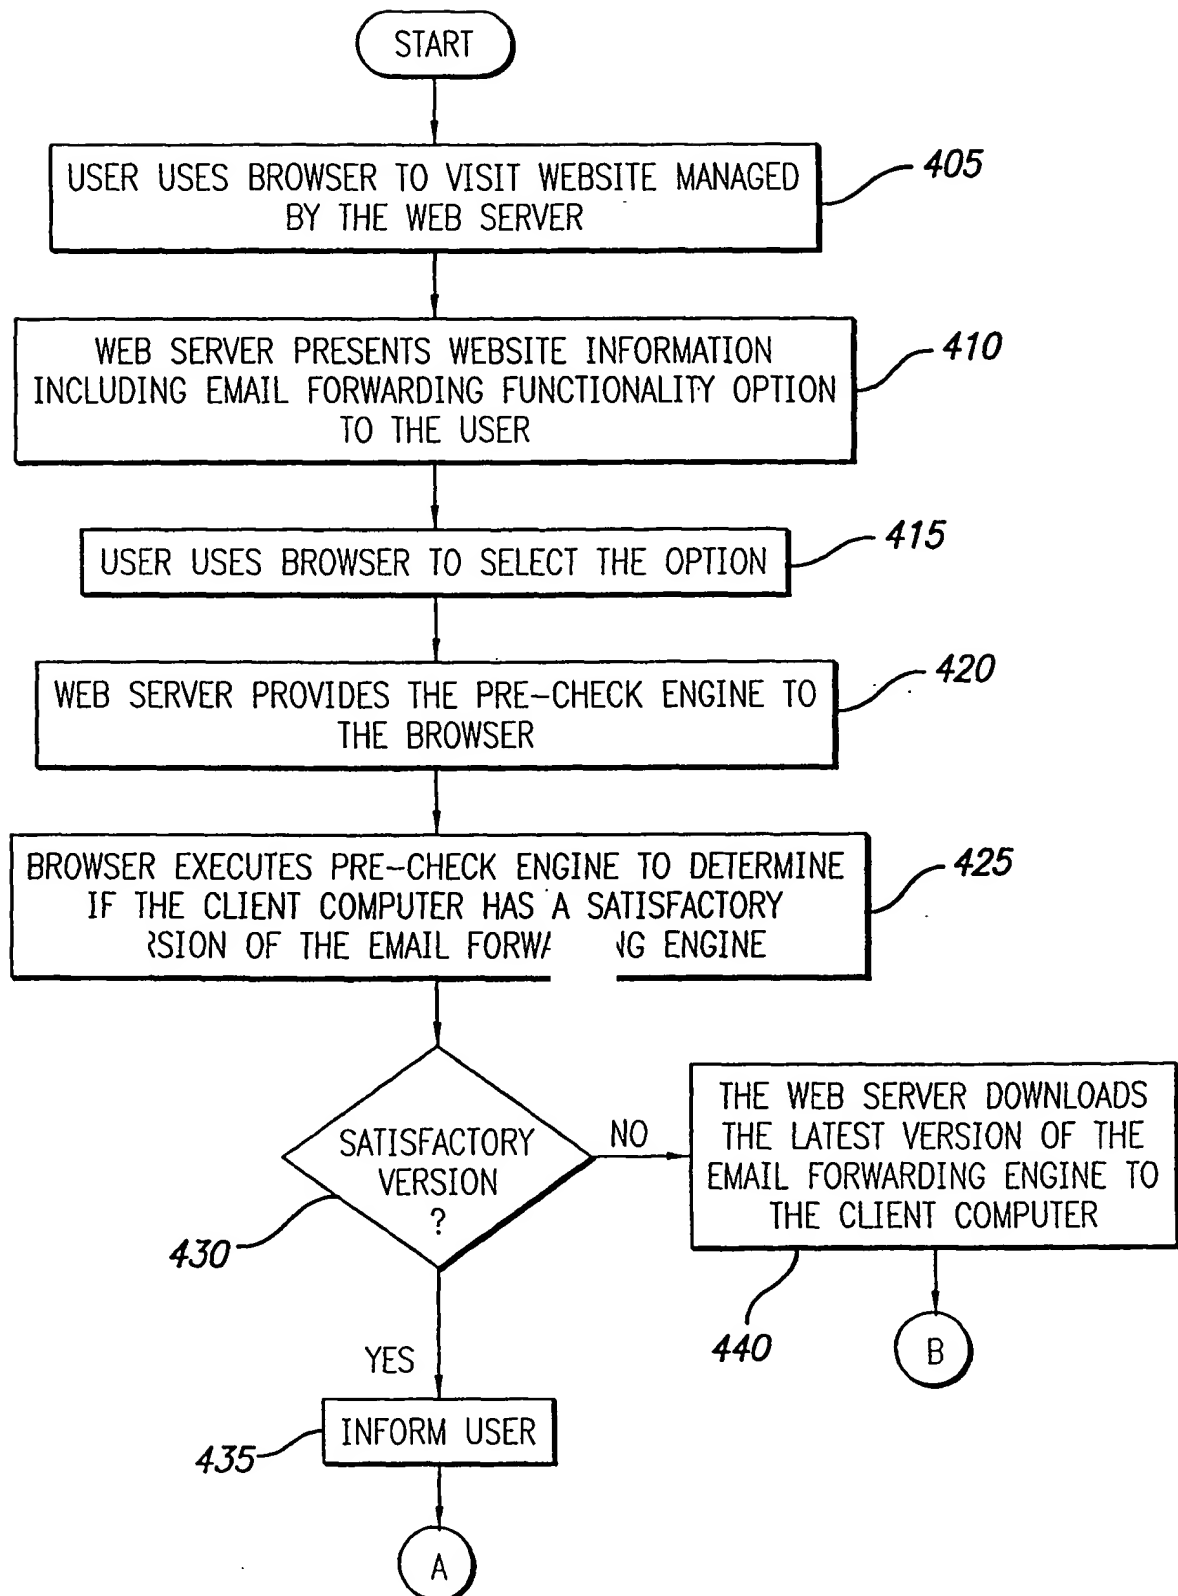 START
USER USES BROWSER TO VISIT WEBSITE MANAGED
BY THE WEB SERVER
405
WEB SERVER PRESENTS WEBSITE INFORMATION
INCLUDING EMAIL FORWARDING FUNCTIONALITY OPTION
TO THE USER
410
USER USES BROWSER TO SELECT THE OPTION
415
WEB SERVER PROVIDES THE PRE-CHECK ENGINE TO
THE BROWSER
420
BROWSER EXECUTES PRE-CHECK ENGINE TO DETERMINE
IF THE CLIENT COMPUTER HAS A SATISFACTORY
OF THE EMAIL ENGINE
425
SATISFACTORY
VERSION
?
430
NO
THE WEB SERVER DOWNLOADS
THE LATEST VERSION OF THE
EMAIL FORWARDING ENGINE TO
THE CLIENT COMPUTER
440
B
YES
INFORM USER
435
A